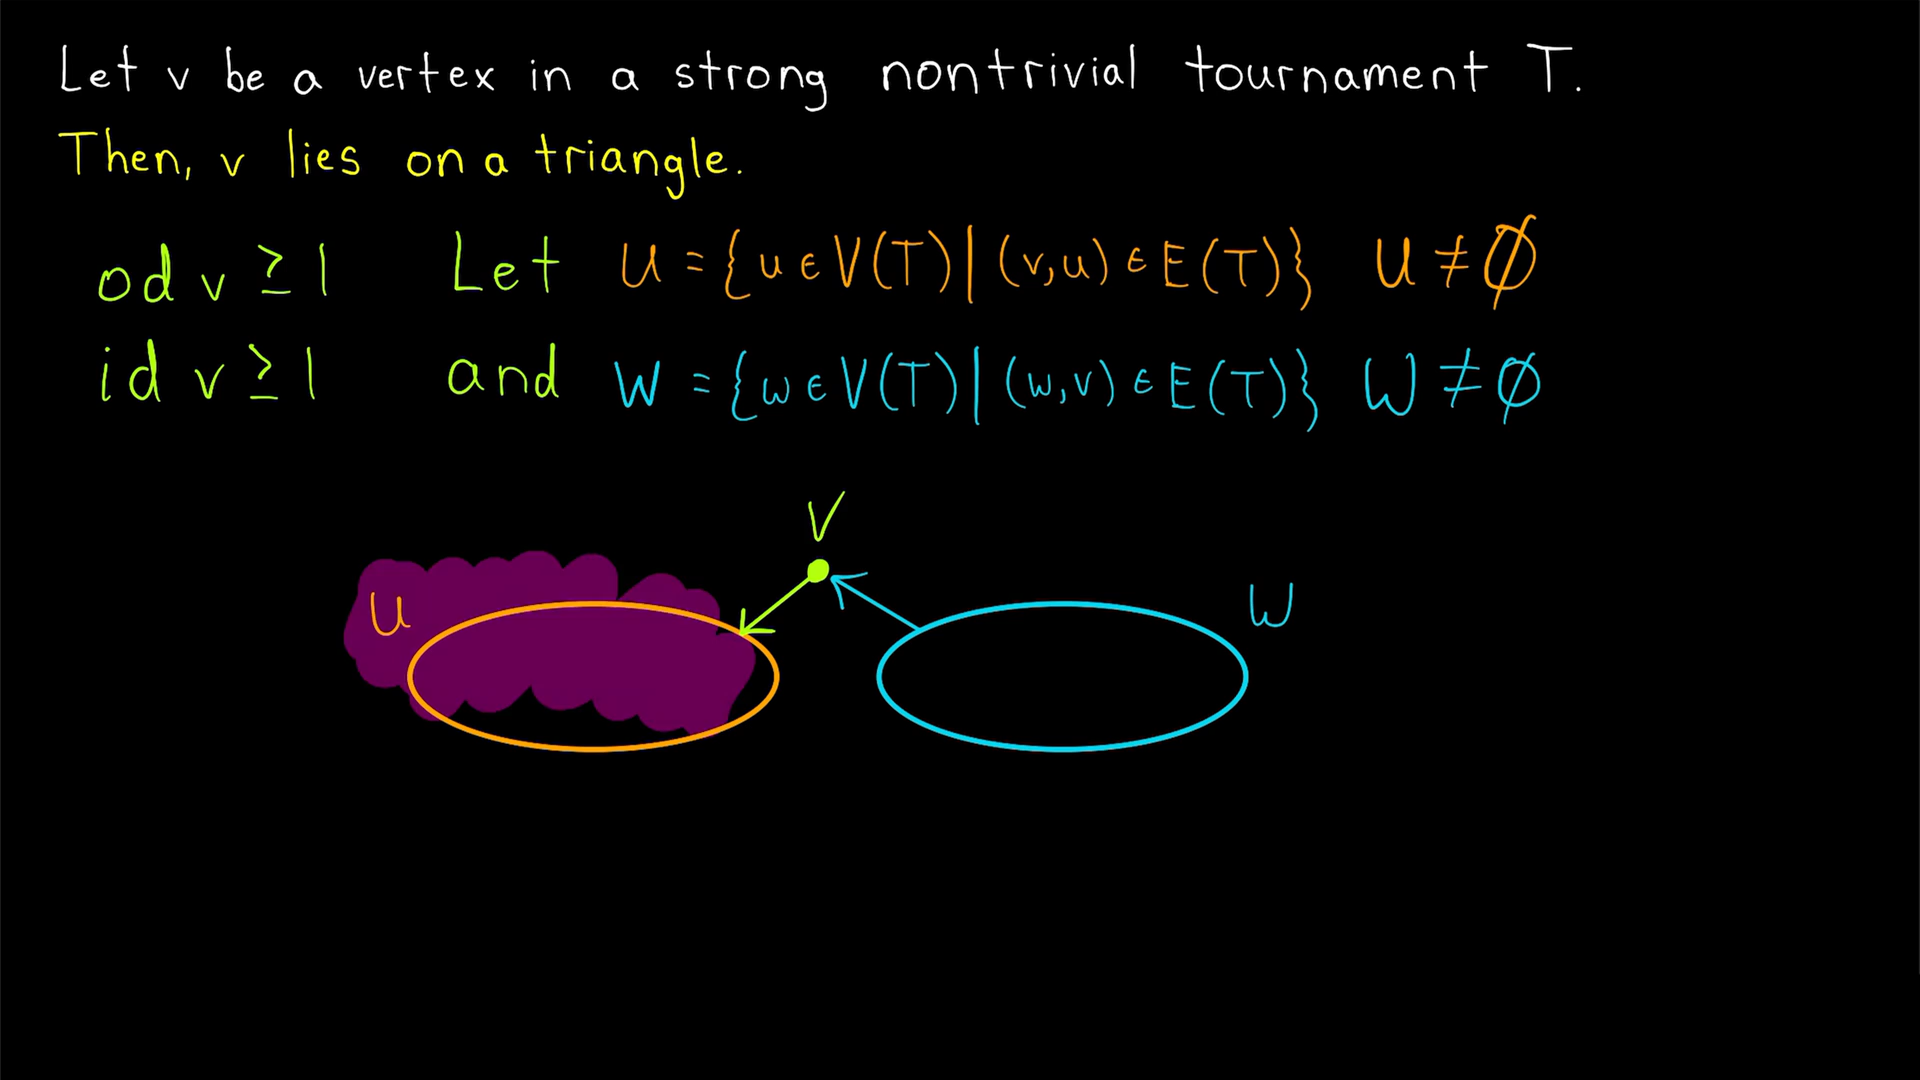 Let v be a vertex in a strong nontrivial tournament T.
Then, v lies on a triangle.
od v ≥ 1 Let U = {u ∈ V(T) | (v,u) ∈ E(T)} U ≠ ∅
id v ≥ 1 and W = {w ∈ V(T) | (w,v) ∈ E(T)} W ≠ ∅
V
U
W